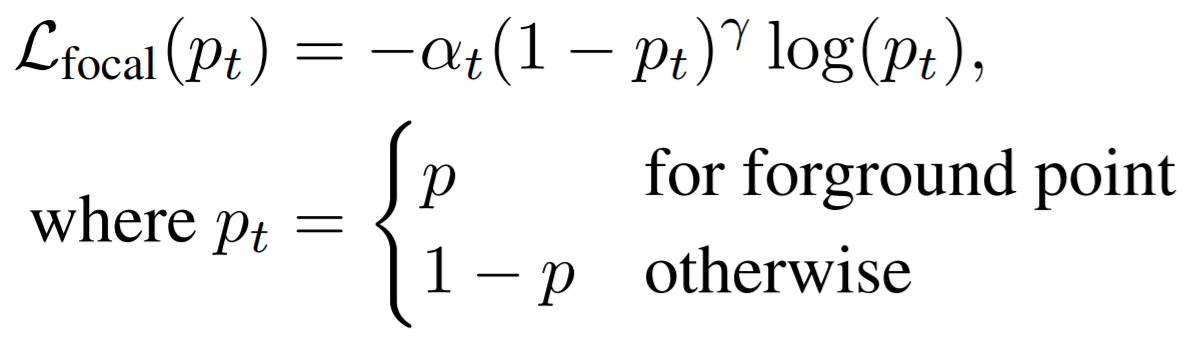 ℒ_focal(p_t) = −α_t(1 − p_t)^γ log(p_t),
where p_t = { p for forground point
1 − p otherwise